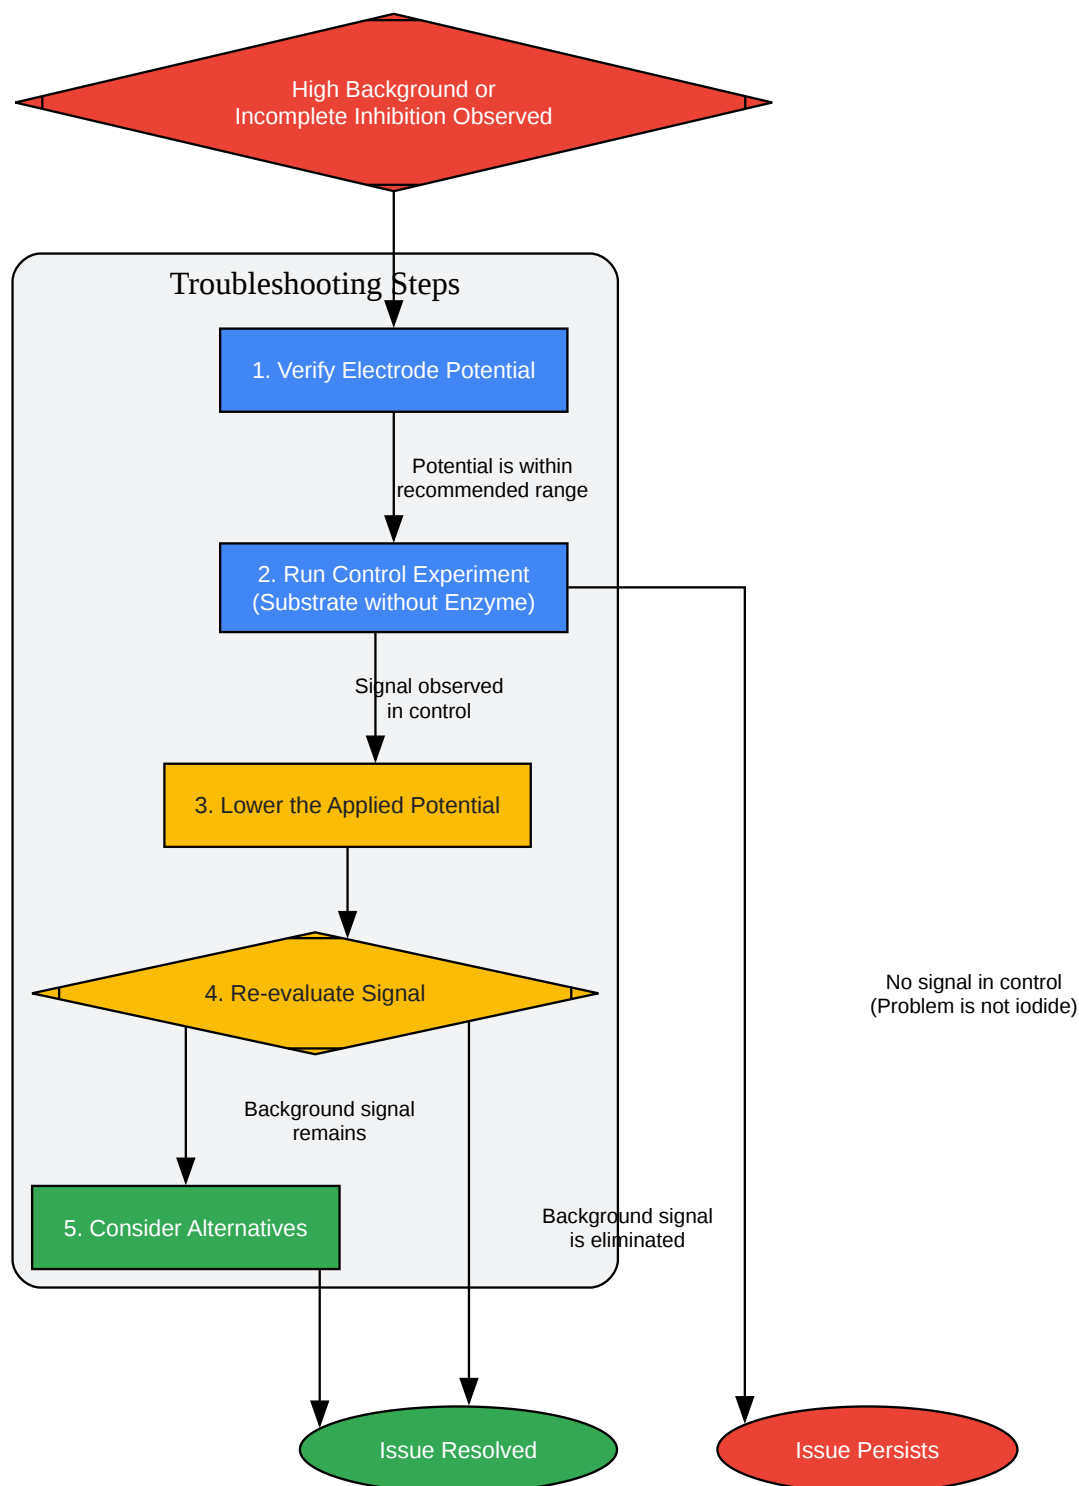 High Background or
Incomplete Inhibition Observed
Troubleshooting Steps
1. Verify Electrode Potential
Potential is within
recommended range
2. Run Control Experiment
(Substrate without Enzyme)
Signal observed
in control
3. Lower the Applied Potential
4. Re-evaluate Signal
No signal in control
(Problem is not iodide)
Background signal
remains
5. Consider Alternatives
Background signal
is eliminated
Issue Resolved
Issue Persists